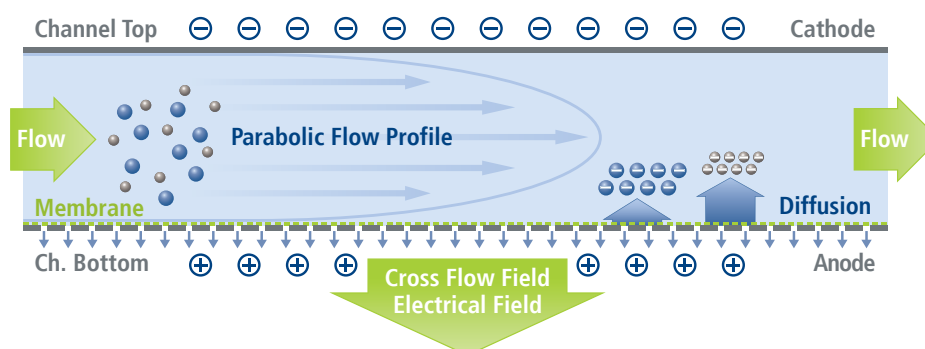 Channel Top
Cathode
Flow
Parabolic Flow Profile
Flow
Membrane
Diffusion
Ch. Bottom
Anode
Cross Flow Field
Electrical Field